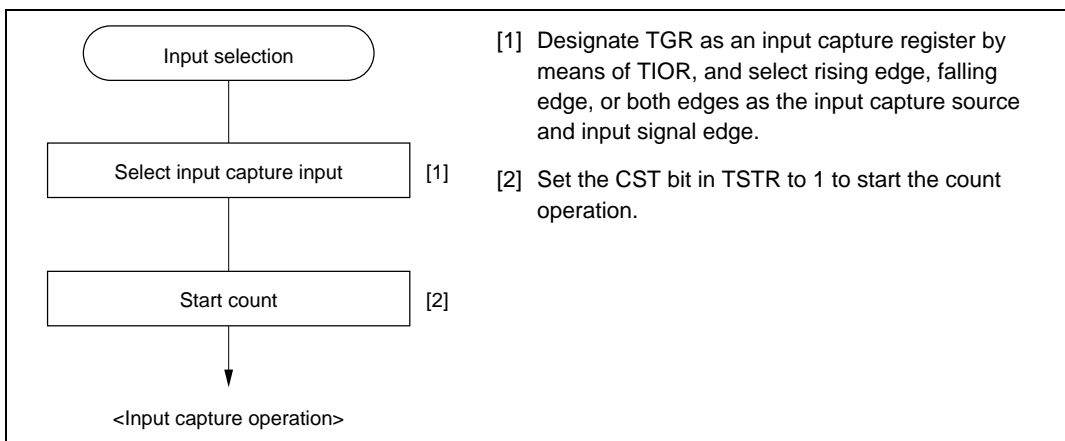 Input selection
Select input capture input
[1]
Start count
[2]
<Input capture operation>
[1] Designate TGR as an input capture register by
means of TIOR, and select rising edge, falling
edge, or both edges as the input capture source
and input signal edge.
[2] Set the CST bit in TSTR to 1 to start the count
operation.